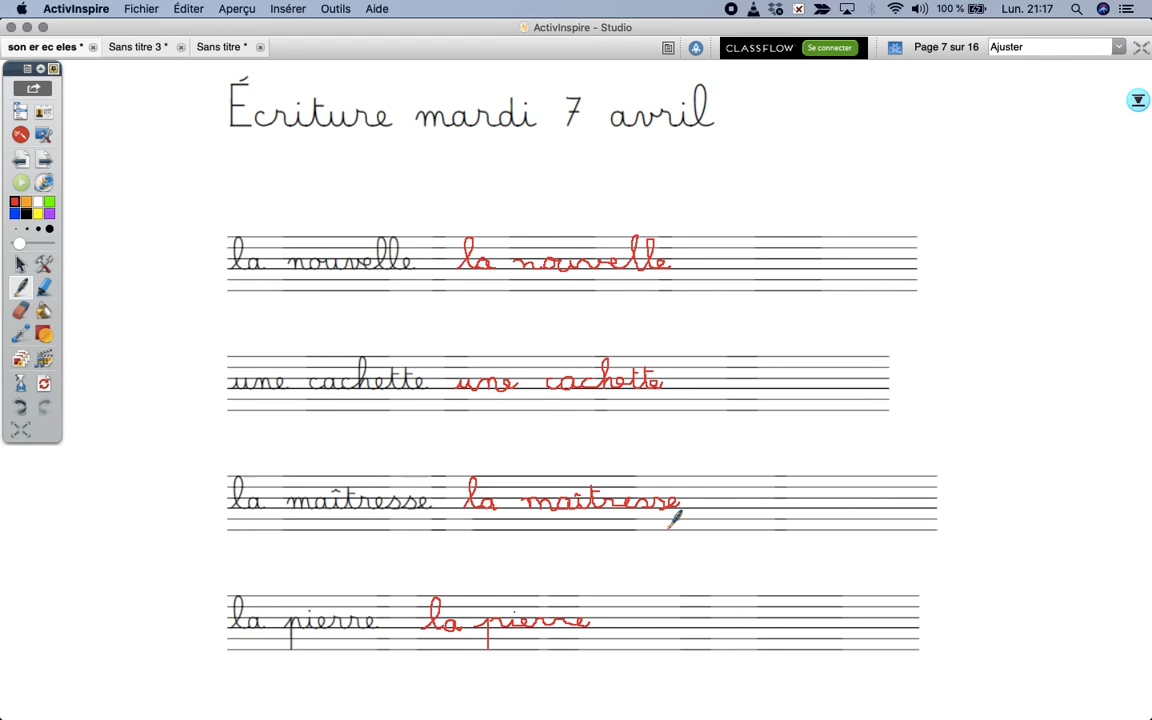 ActivInspire Fichier Éditer Aperçu Insérer Outils Aide 100 % Lun. 21:17
ActivInspire - Studio
son er ec eles * Sans titre 3 * Sans titre * CLASSFLOW Se connecter Page 7 sur 16 Ajuster
Écriture mardi 7 avril
la nouvelle la nouvelle
une cachette une cachette
la maîtresse la maîtresse
la pierre la pierre